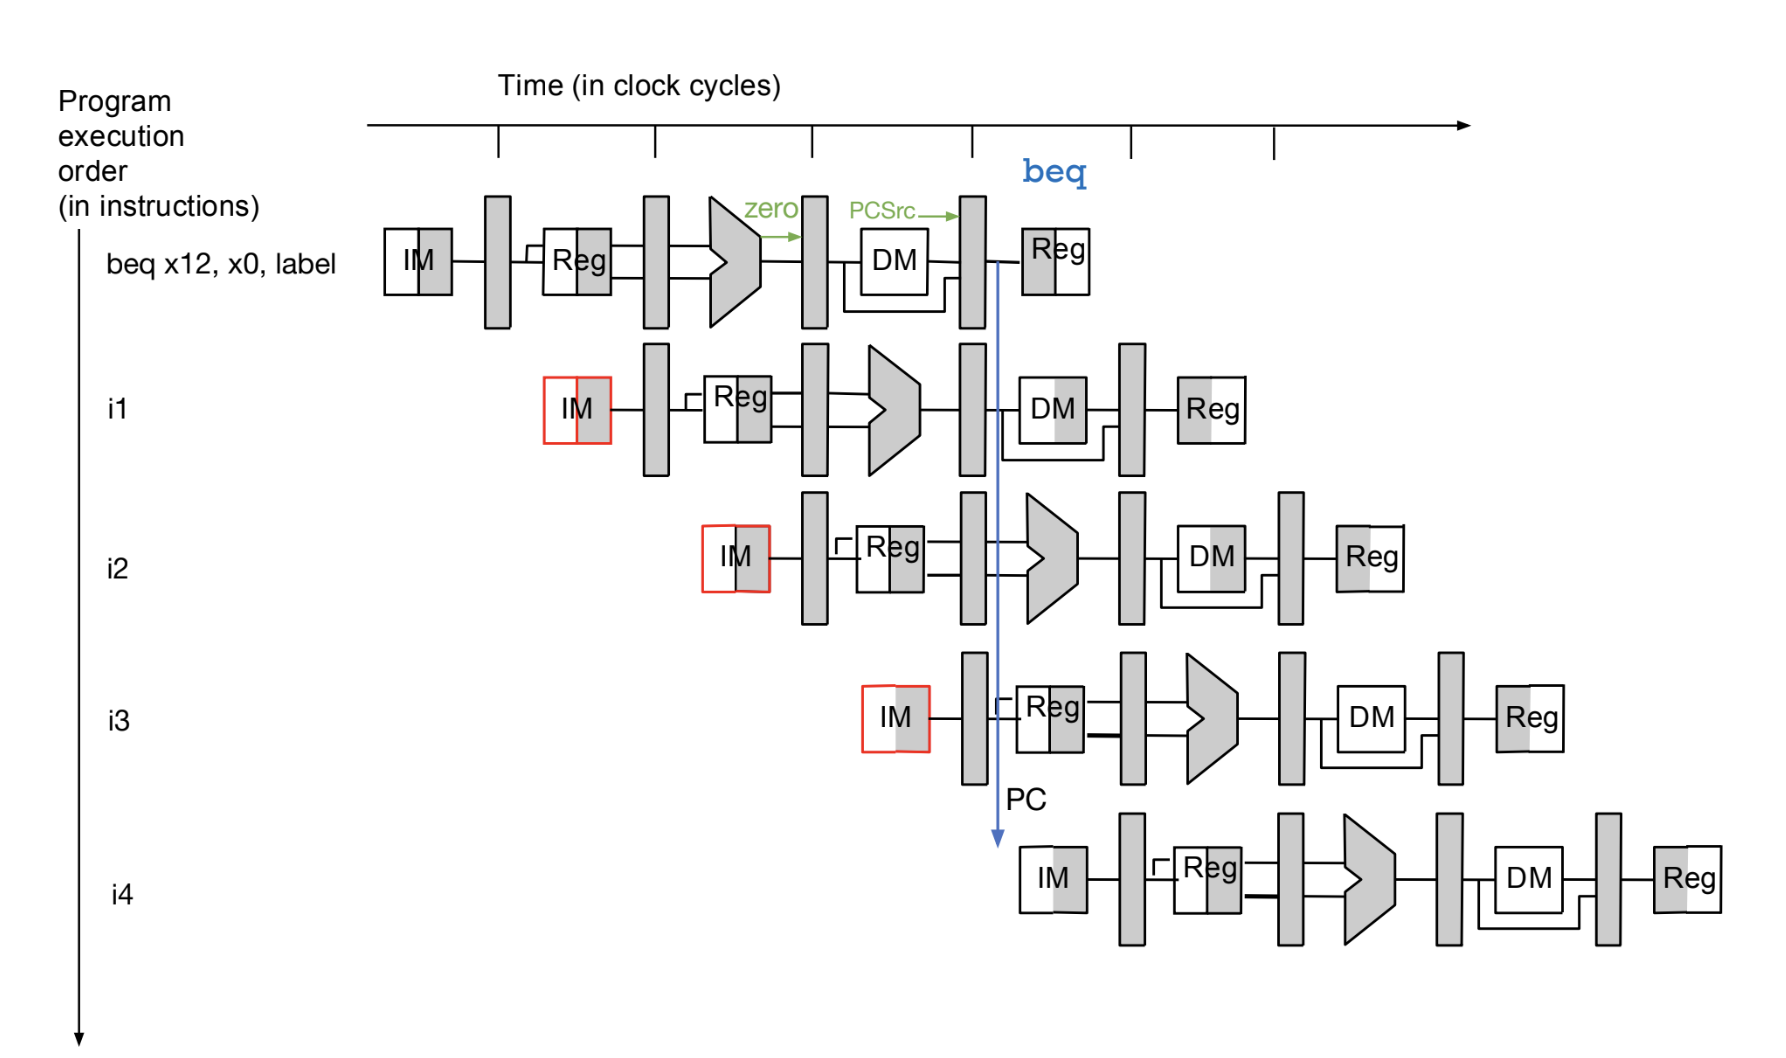 Time (in clock cycles)
Program
execution
order
(in instructions)
beq
zero
PCSrc
beq x12, x0, label
IM
Reg
DM
Reg
i1
IM
Reg
DM
Reg
i2
IM
Reg
DM
Reg
i3
IM
Reg
DM
Reg
PC
i4
IM
Reg
DM
Reg